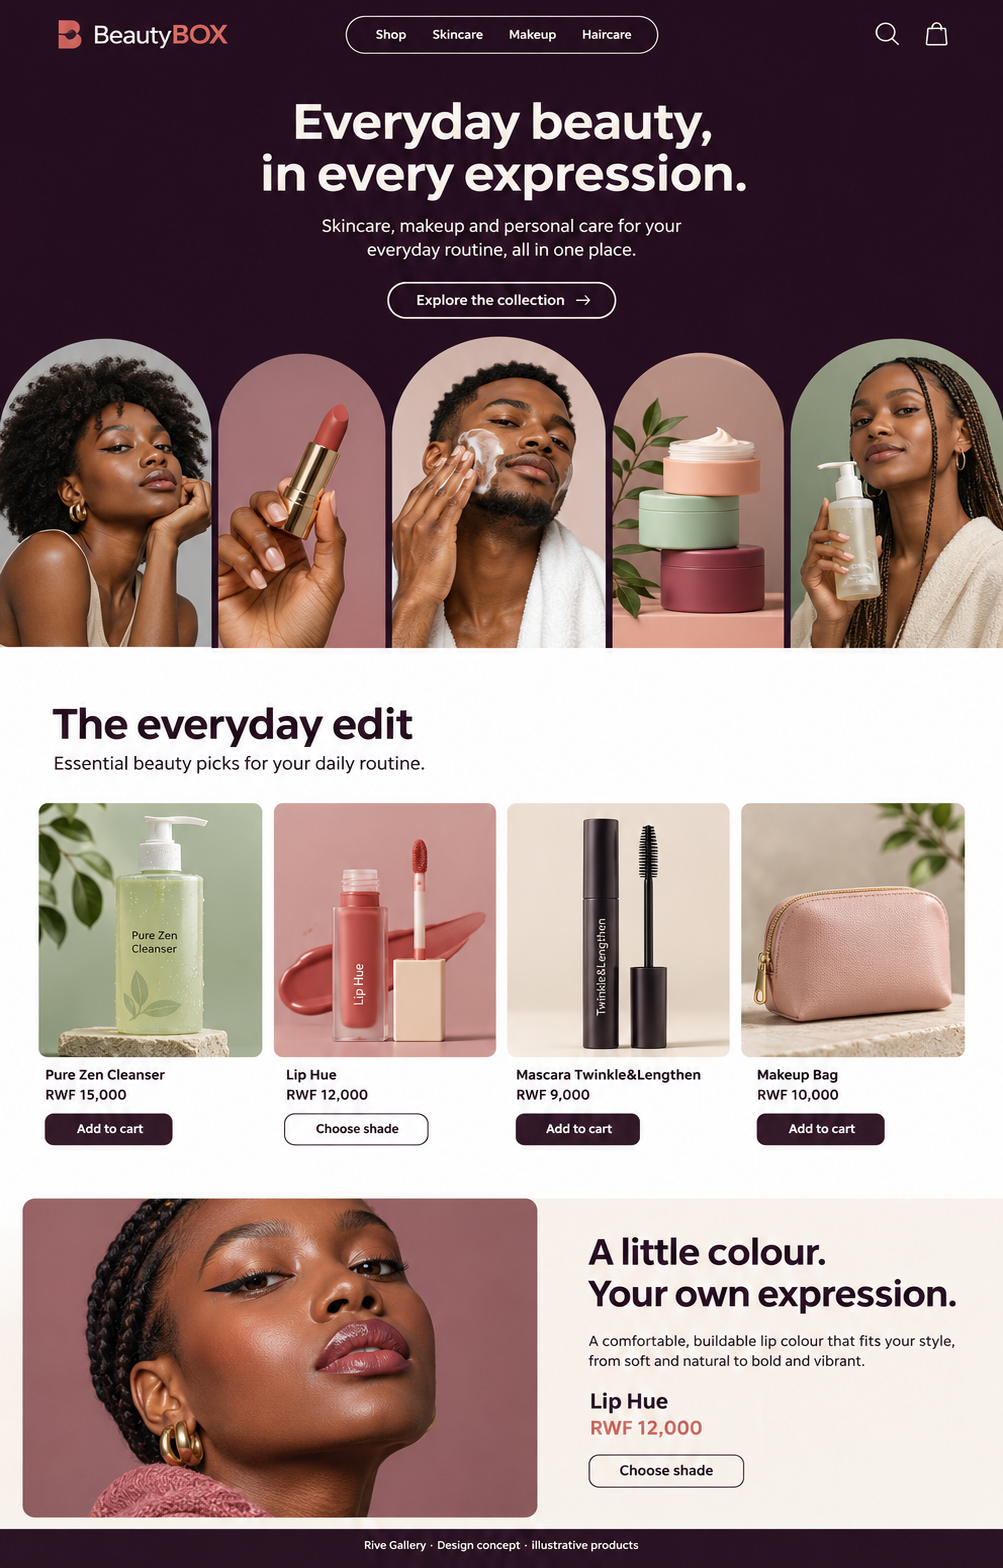 BeautyBOX
Shop Skincare Makeup Haircare
Everyday beauty,
in every expression.
Skincare, makeup and personal care for your
everyday routine, all in one place.
Explore the collection →
The everyday edit
Essential beauty picks for your daily routine.
Pure Zen
Cleanser
Lip Hue
Twinkle&Lengthen
Pure Zen Cleanser
RWF 15,000
Add to cart
Lip Hue
RWF 12,000
Choose shade
Mascara Twinkle&Lengthen
RWF 9,000
Add to cart
Makeup Bag
RWF 10,000
Add to cart
A little colour.
Your own expression.
A comfortable, buildable lip colour that fits your style,
from soft and natural to bold and vibrant.
Lip Hue
RWF 12,000
Choose shade
Rive Gallery · Design concept · illustrative products